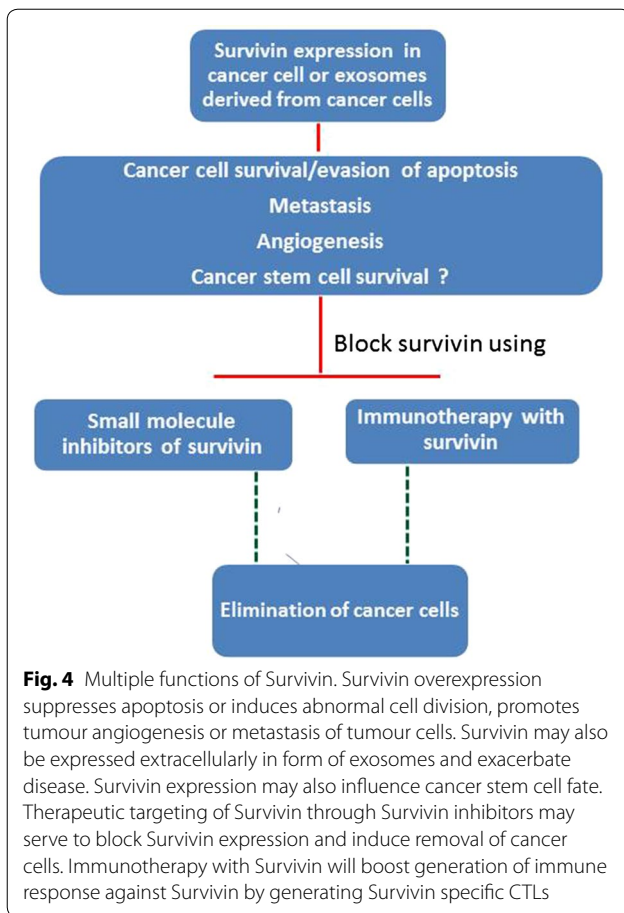 Survivin expression in
cancer cell or exosomes
derived from cancer cells
Cancer cell survival/evasion of apoptosis
Metastasis
Angiogenesis
Cancer stem cell survival ?
Block survivin using
Small molecule
inhibitors of survivin
Immunotherapy with
survivin
Elimination of cancer cells
Fig. 4 Multiple functions of Survivin. Survivin overexpression
suppresses apoptosis or induces abnormal cell division, promotes
tumour angiogenesis or metastasis of tumour cells. Survivin may also
be expressed extracellularly in form of exosomes and exacerbate
disease. Survivin expression may also influence cancer stem cell fate.
Therapeutic targeting of Survivin through Survivin inhibitors may
serve to block Survivin expression and induce removal of cancer
cells. Immunotherapy with Survivin will boost generation of immune
response against Survivin by generating Survivin specific CTLs